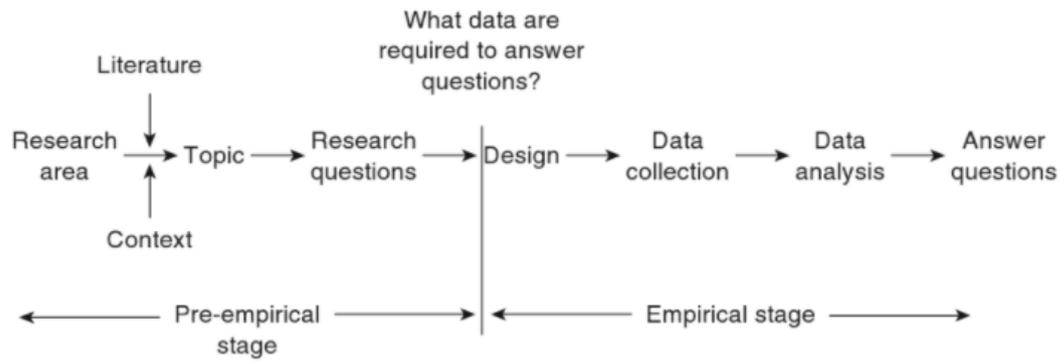 What data are
required to answer
questions?
Literature
Research
area
Topic
Research
questions
Design
Data
collection
Data
analysis
Answer
questions
Context
Pre-empirical
stage
Empirical stage